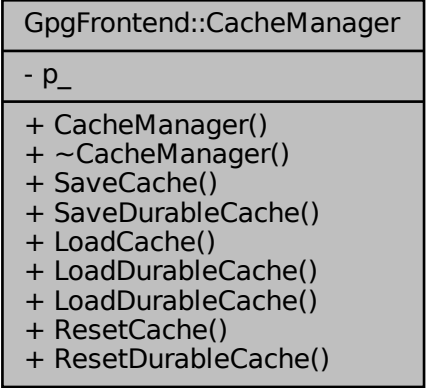 GpgFrontend::CacheManager
- p_
+ CacheManager()
+ ~CacheManager()
+ SaveCache()
+ SaveDurableCache()
+ LoadCache()
+ LoadDurableCache()
+ LoadDurableCache()
+ ResetCache()
+ ResetDurableCache()